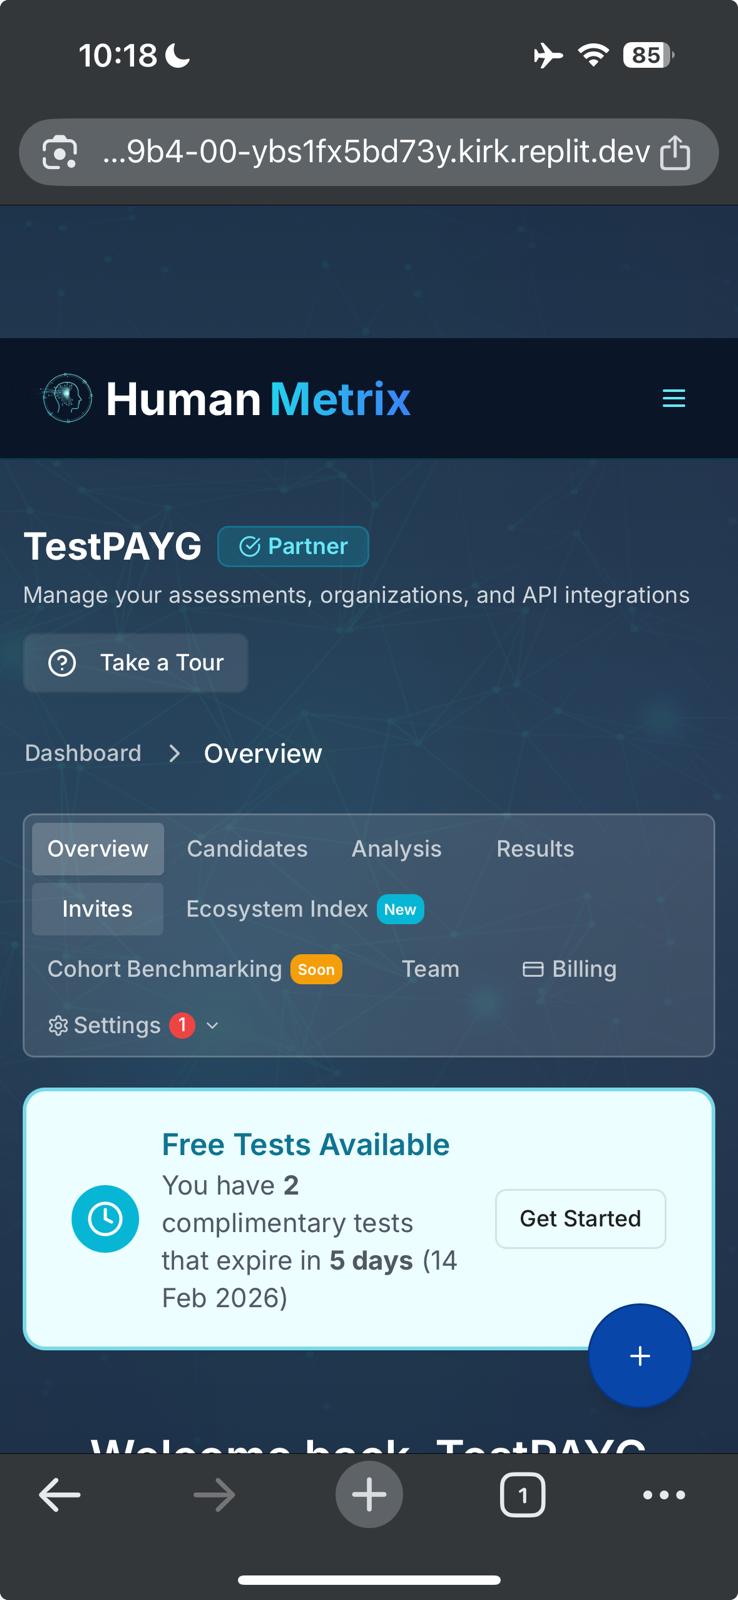 10:18
85
...9b4-00-ybs1fx5bd73y.kirk.replit.dev
Human Metrix
TestPAYG Partner
Manage your assessments, organizations, and API integrations
Take a Tour
Dashboard Overview
Overview Candidates Analysis Results
Invites Ecosystem Index New
Cohort Benchmarking Soon Team Billing
Settings 1
Free Tests Available
You have 2
complimentary tests
that expire in 5 days (14
Feb 2026)
Get Started
Welcome back, TestPAYG
1